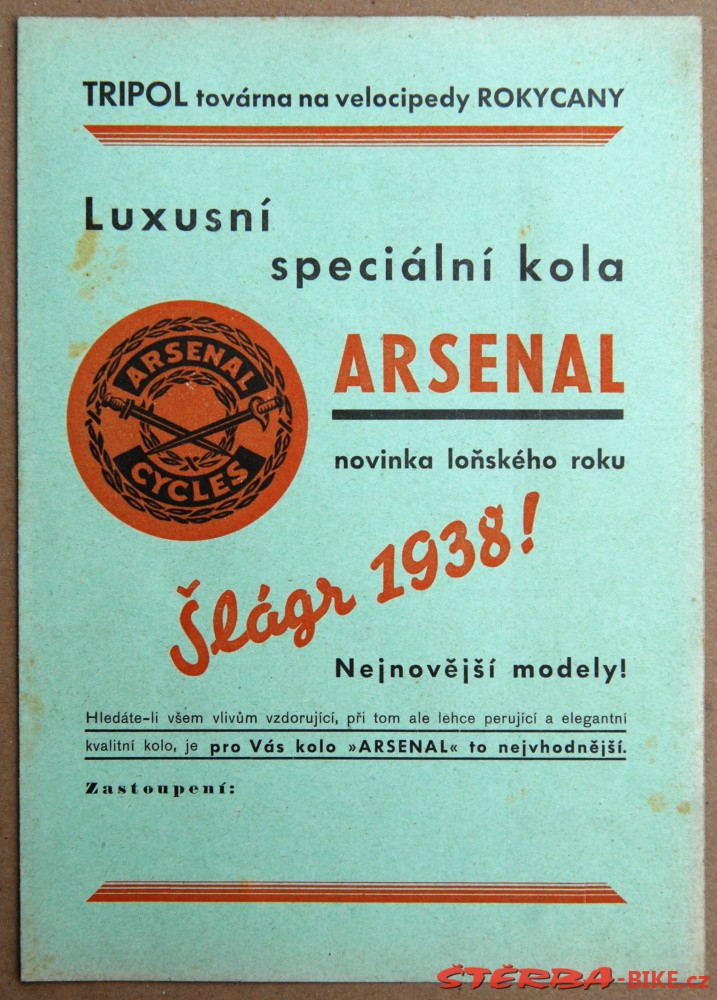 TRIPOL továrna na velocipedy ROKYCANY
Luxusní
speciální kola
ARSENAL
CYCLES
ARSENAL
novinka loňského roku
Šlágr 1938!
Nejnovější modely!
Hledáte-li všem vlivům vzdorující, při tom ale lehce perující a elegantní
kvalitní kolo, je pro Vás kolo »ARSENAL« to nejvhodnější.
Zastoupení:
ŠTĚRBA-BIKE.cz